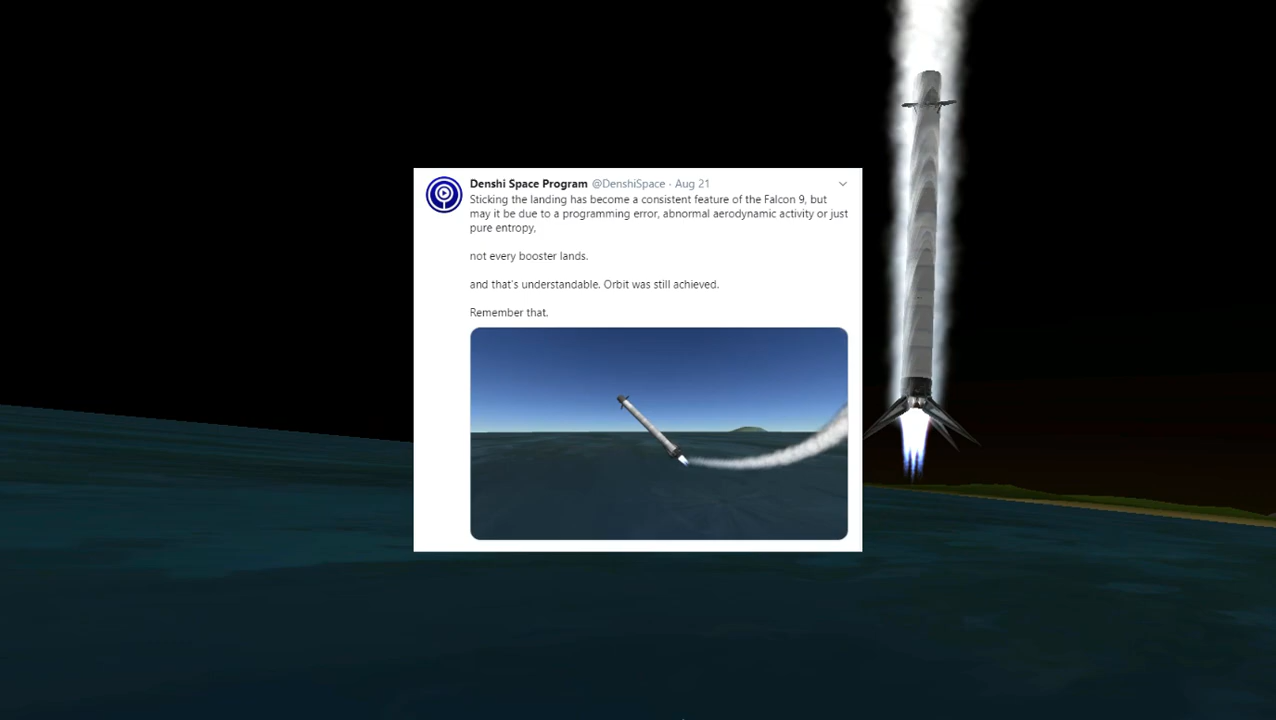 Denshi Space Program @DenshiSpace · Aug 21
Sticking the landing has become a consistent feature of the Falcon 9, but
may it be due to a programming error, abnormal aerodynamic activity or just
pure entropy,
not every booster lands.
and that's understandable. Orbit was still achieved.
Remember that.